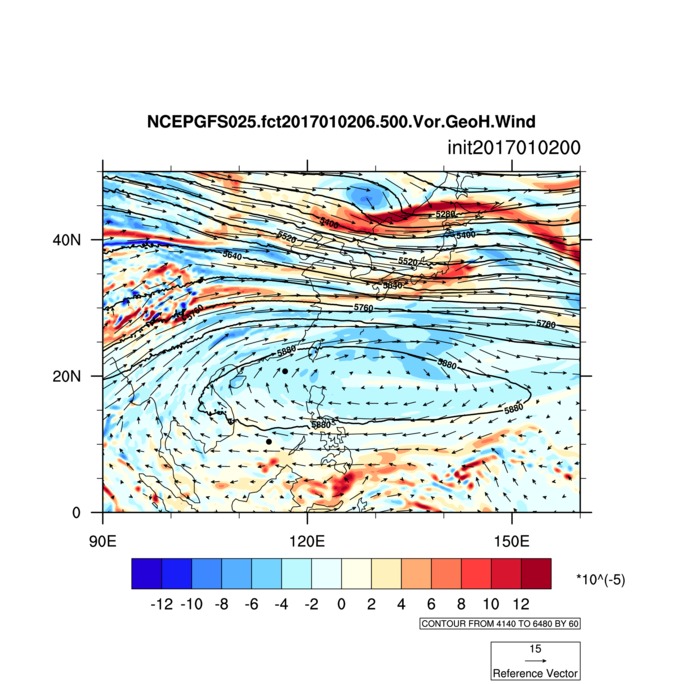 NCEPGFS025.fct2017010206.500.Vor.GeoH.Wind
init2017010200
5280
5400
5400
5520
40N
5640
5520
5640
5760
5760
5760
5880
5880
20N
5880
5880
0
90E 120E 150E
-12 -10 -8 -6 -4 -2 0 2 4 6 8 10 12
*10^(-5)
CONTOUR FROM 4140 TO 6480 BY 60
15
Reference Vector